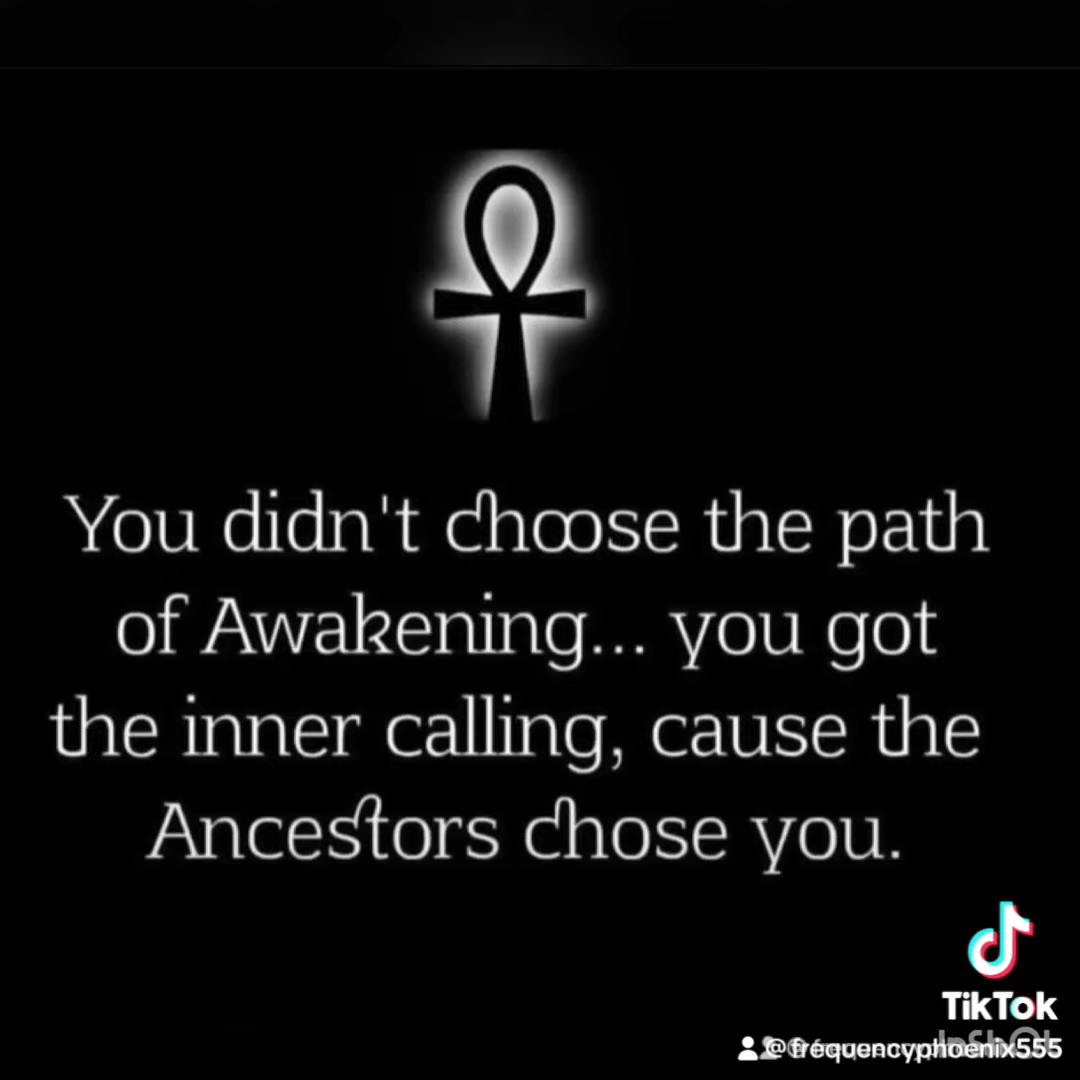 You didn't choose the path
of Awakening... you got
the inner calling, cause the
Ancestors chose you.
TikTok
@frequencyphoenix555